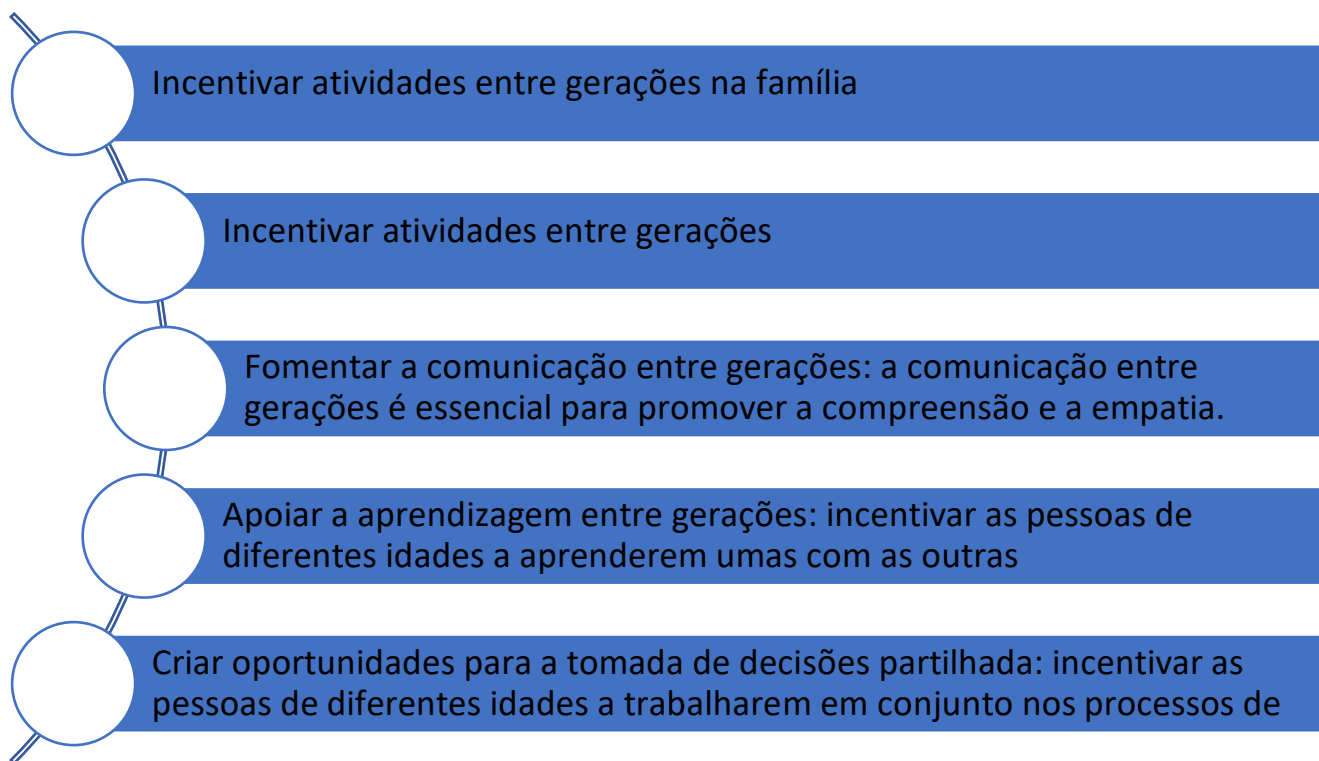 Incentivar atividades entre gerações na família
Incentivar atividades entre gerações
Fomentar a comunicação entre gerações: a comunicação entre
gerações é essencial para promover a compreensão e a empatia.
Apoiar a aprendizagem entre gerações: incentivar as pessoas de
diferentes idades a aprenderem umas com as outras
Criar oportunidades para a tomada de decisões partilhada: incentivar as
pessoas de diferentes idades a trabalharem em conjunto nos processos de